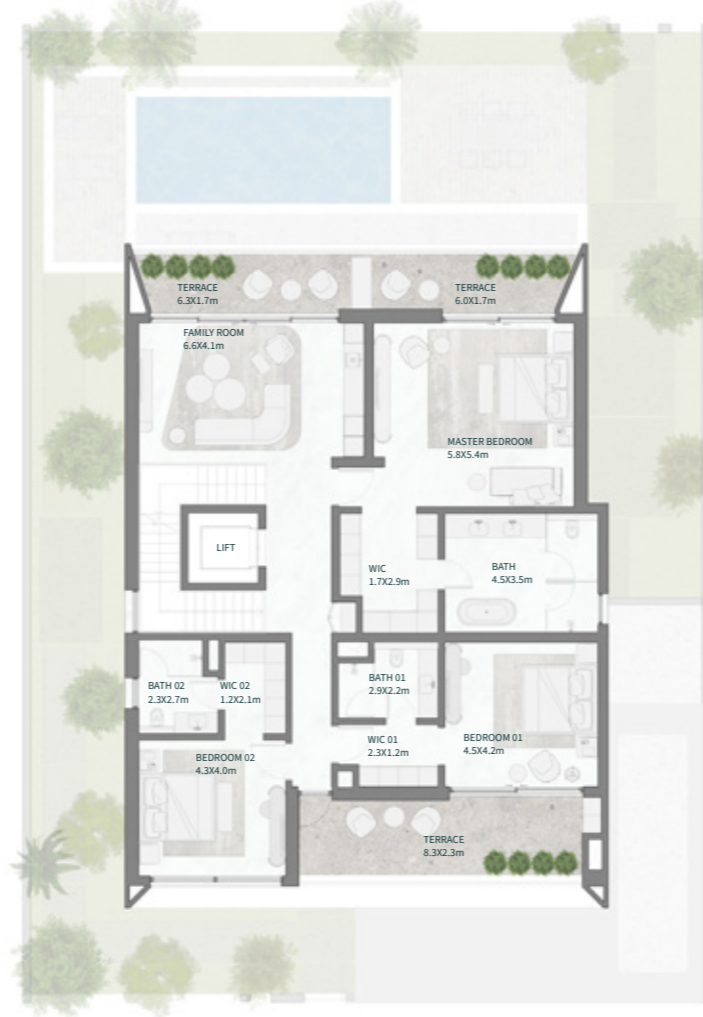 TERRACE
6.3X1.7m
TERRACE
6.0X1.7m
FAMILY ROOM
6.6X4.1m
MASTER BEDROOM
5.8X5.4m
LIFT
WIC
1.7X2.9m
BATH
4.5X3.5m
BATH 02
2.3X2.7m
WIC 02
1.2X2.1m
BATH 01
2.9X2.2m
WIC 01
2.3X1.2m
BEDROOM 01
4.5X4.2m
BEDROOM 02
4.3X4.0m
TERRACE
8.3X2.3m